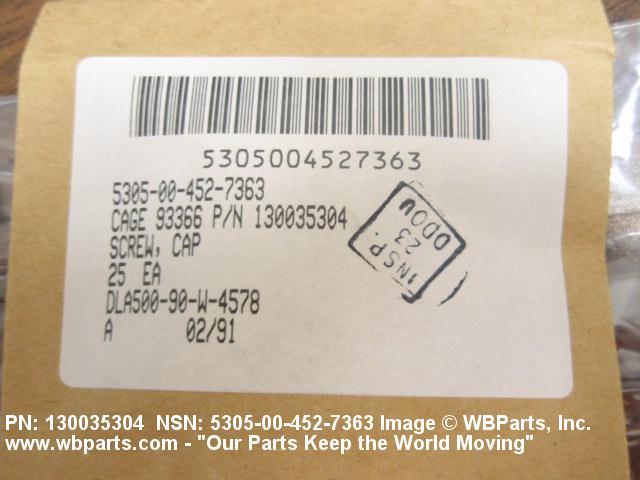 5305004527363
5305-00-452-7363
CAGE 93366 P/N 130035304
SCREW, CAP
25 EA
DLA500-90-W-4578
A 02/91
INSP.
23
DDOU
PN: 130035304 NSN: 5305-00-452-7363 Image © WBParts, Inc.
www.wbparts.com - "Our Parts Keep the World Moving"